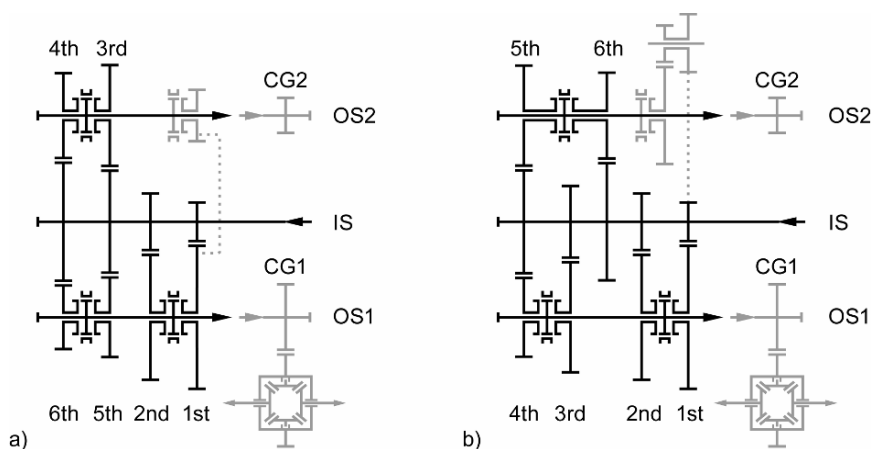 4th 3rd
CG2
OS2
IS
CG1
OS1
6th 5th 2nd 1st
a)
5th 6th
CG2
OS2
IS
CG1
OS1
4th 3rd 2nd 1st
b)